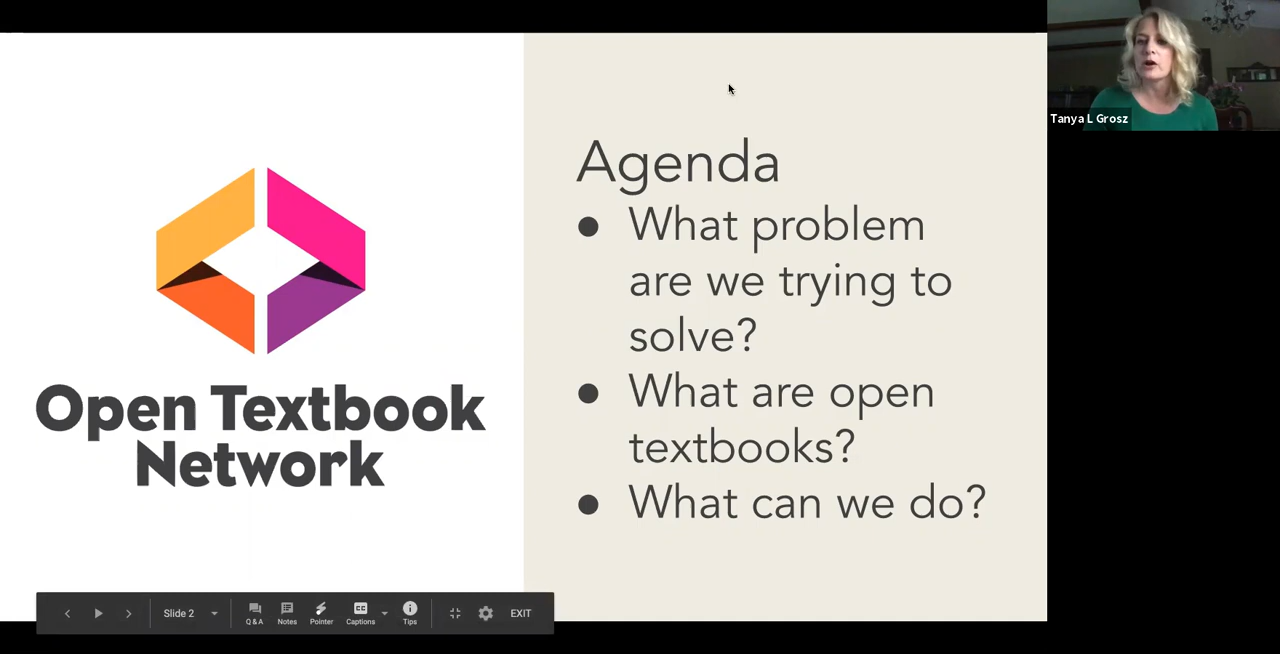 Tanya L Grosz
Agenda
● What problem
are we trying to
solve?
● What are open
textbooks?
● What can we do?
Open Textbook
Network
Slide 2
Q & A
Notes
Pointer
CC
Captions
Tips
EXIT